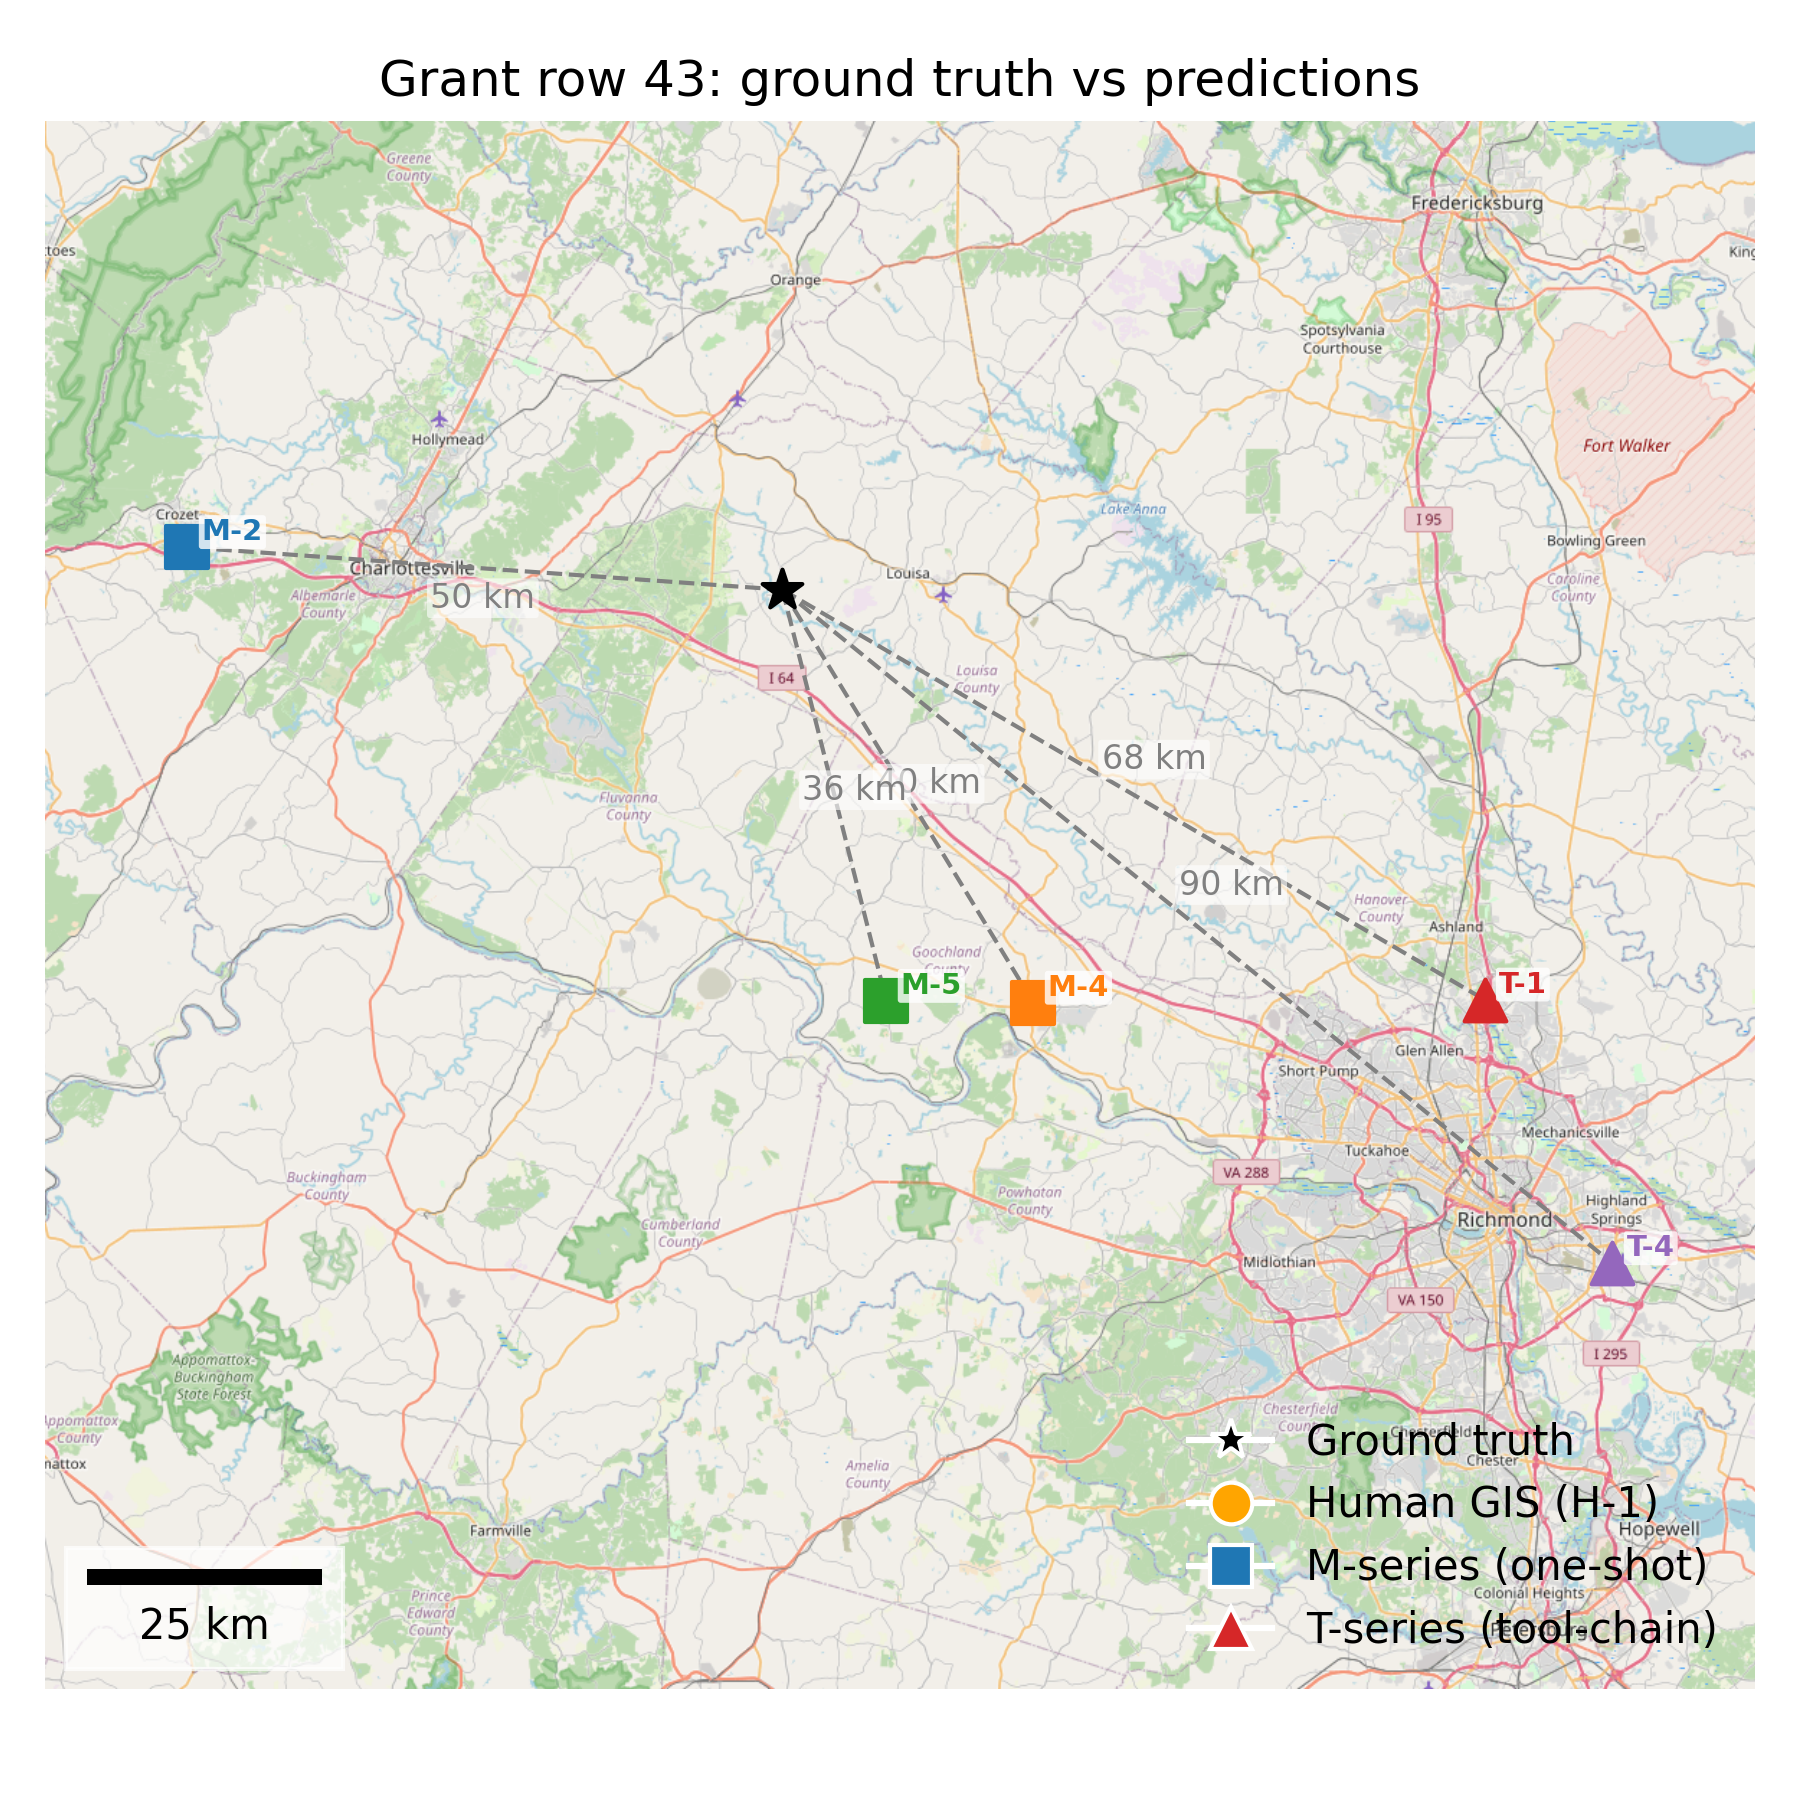 Grant row 43: ground truth vs predictions
Greene
County
Fredericksburg
toes
King
Orange
Spotsylvania
Courthouse
Hollymead
Fort Walker
Lake Anna
Crozet
M-2
I 95
Bowling Green
Charlottesville
Louisa
Caroline
County
Albemarle
County
50 km
I 64
Louisa
County
68 km
36 km
40 km
Fluvanna
County
90 km
Hanover
County
Ashland
Goochland
County
M-5
M-4
T-1
Glen Allen
Short Pump
Mechanicsville
Tuckahoe
VA 288
Buckingham
County
Powhatan
County
Highland
Springs
Cumberland
County
Richmond
T-4
Midlothian
VA 150
I 295
Appomattox-
Buckingham
State Forest
Appomattox
County
Chesterfield
County
Chesterfield
Ground truth
mattox
Amelia
County
Chester
Human GIS (H-1)
Farmville
Hopewell
M-series (one-shot)
Prince
Edward
County
Colonial Heights
25 km
T-series (tool-chain)
Petersburg